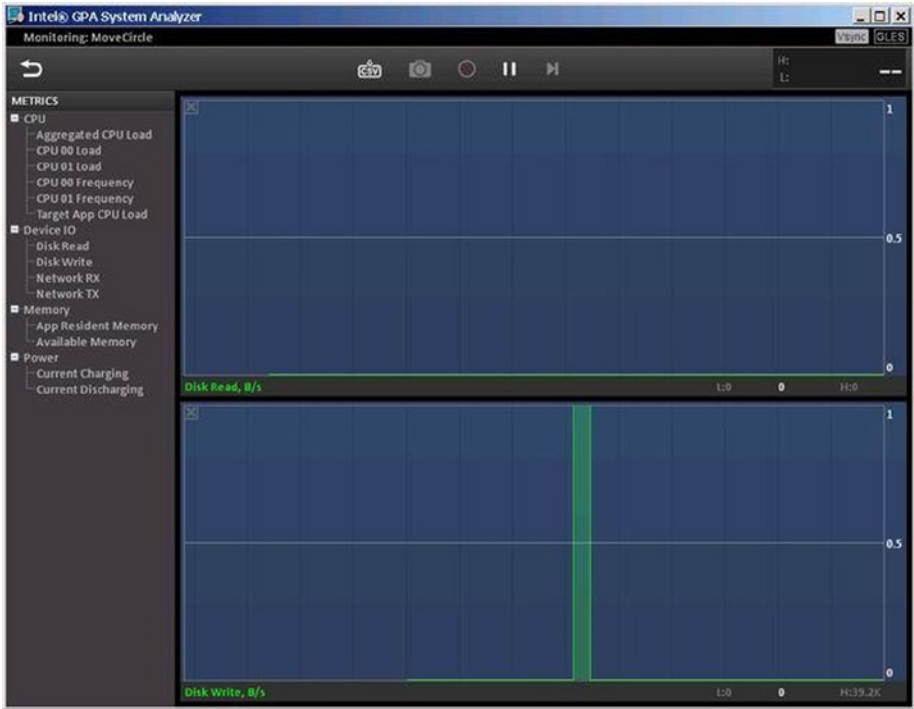 Intel® GPA System Analyzer
Monitoring: MoveCircle
Vsync GLES
CSV
H:
L:
--
METRICS
CPU
Aggregated CPU Load
CPU 00 Load
CPU 01 Load
CPU 00 Frequency
CPU 01 Frequency
Target App CPU Load
Device IO
Disk Read
Disk Write
Network RX
Network TX
Memory
App Resident Memory
Available Memory
Power
Current Charging
Current Discharging
1
0.5
0
Disk Read, B/s L:0 0 H:0
1
0.5
0
Disk Write, B/s L:0 0 H:39.2K